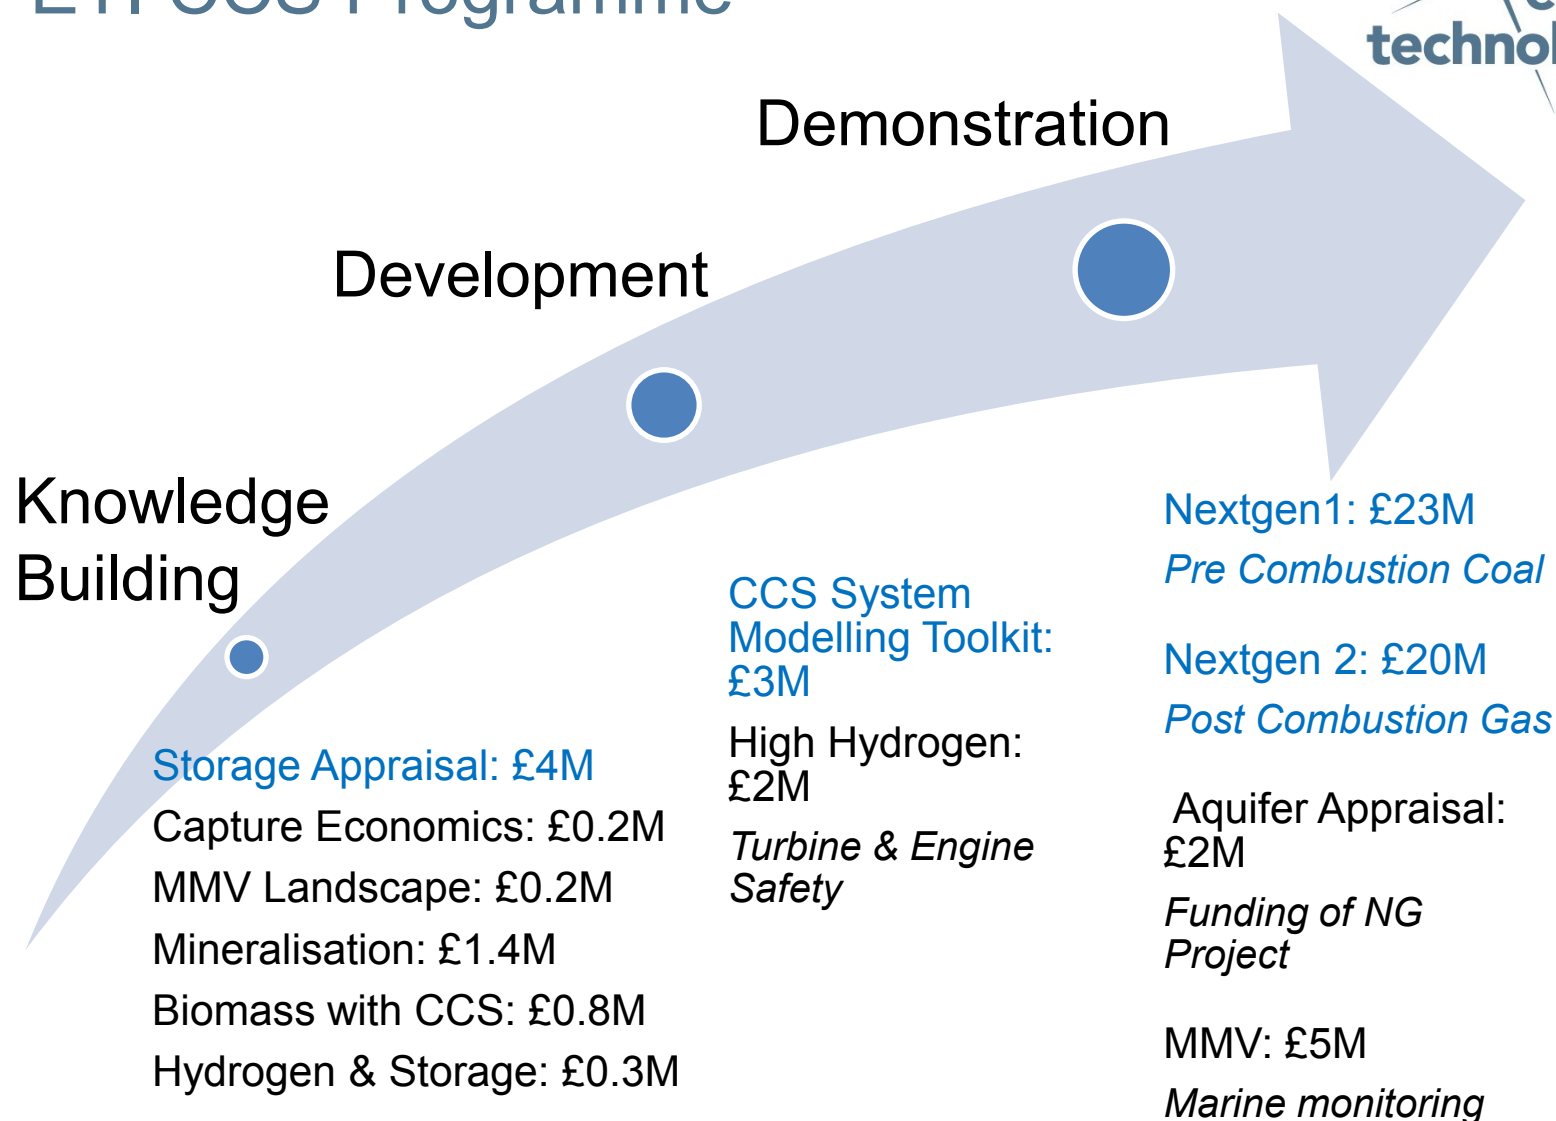 CCS Programme
technol
Demonstration
Development
Knowledge
Building
Storage Appraisal: £4M
Capture Economics: £0.2M
MMV Landscape: £0.2M
Mineralisation: £1.4M
Biomass with CCS: £0.8M
Hydrogen & Storage: £0.3M
CCS System
Modelling Toolkit:
£3M
High Hydrogen:
£2M
Turbine & Engine
Safety
Nextgen1: £23M
Pre Combustion Coal
Nextgen 2: £20M
Post Combustion Gas
Aquifer Appraisal:
£2M
Funding of NG
Project
MMV: £5M
Marine monitoring